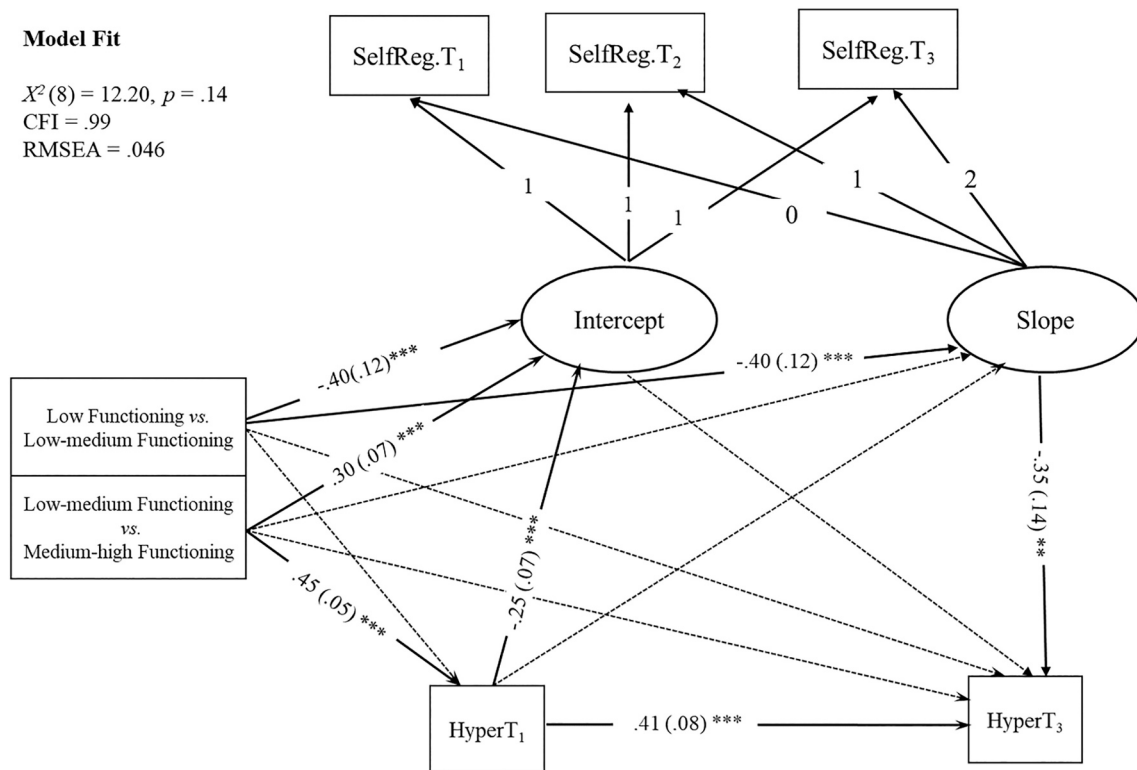 Model Fit
X² (8) = 12.20, p = .14
CFI = .99
RMSEA = .046
SelfReg.T₁
SelfReg.T₂
SelfReg.T₃
1
1
1
0
1
2
Intercept
Slope
-.40(.12)***
-.40 (.12) ***
.30 (.07) ***
Low Functioning vs.
Low-medium Functioning
Low-medium Functioning
vs.
Medium-high Functioning
.45 (.05) ***
-.25 (.07) ***
-.35 (.14) **
HyperT₁
.41 (.08) ***
HyperT₃